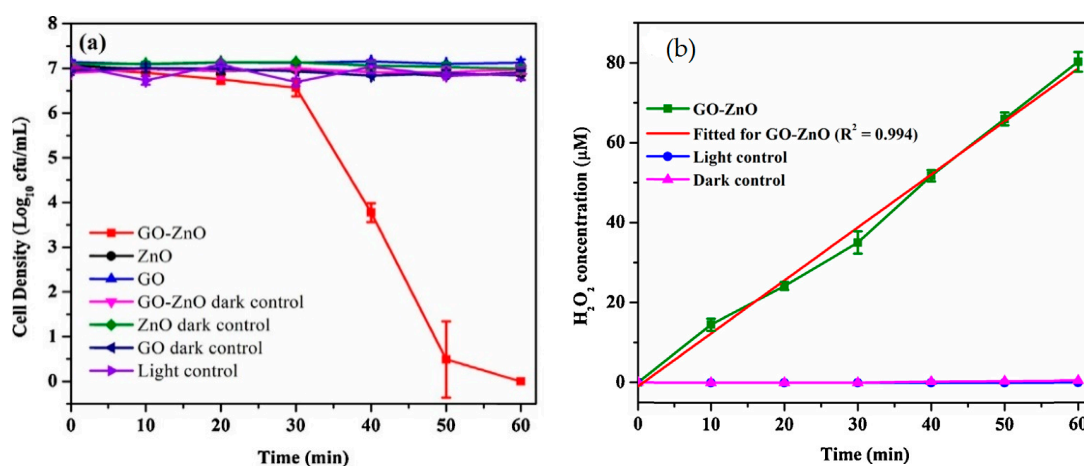 (a)
8
7
6
5
4
3
2
1
0
Cell Density (Log₁₀ cfu/mL)
GO-ZnO
ZnO
GO
GO-ZnO dark control
ZnO dark control
GO dark control
Light control
0 10 20 30 40 50 60
Time (min)
(b)
80
60
40
20
0
H₂O₂ concentration (μM)
GO-ZnO
Fitted for GO-ZnO (R² = 0.994)
Light control
Dark control
0 10 20 30 40 50 60
Time (min)